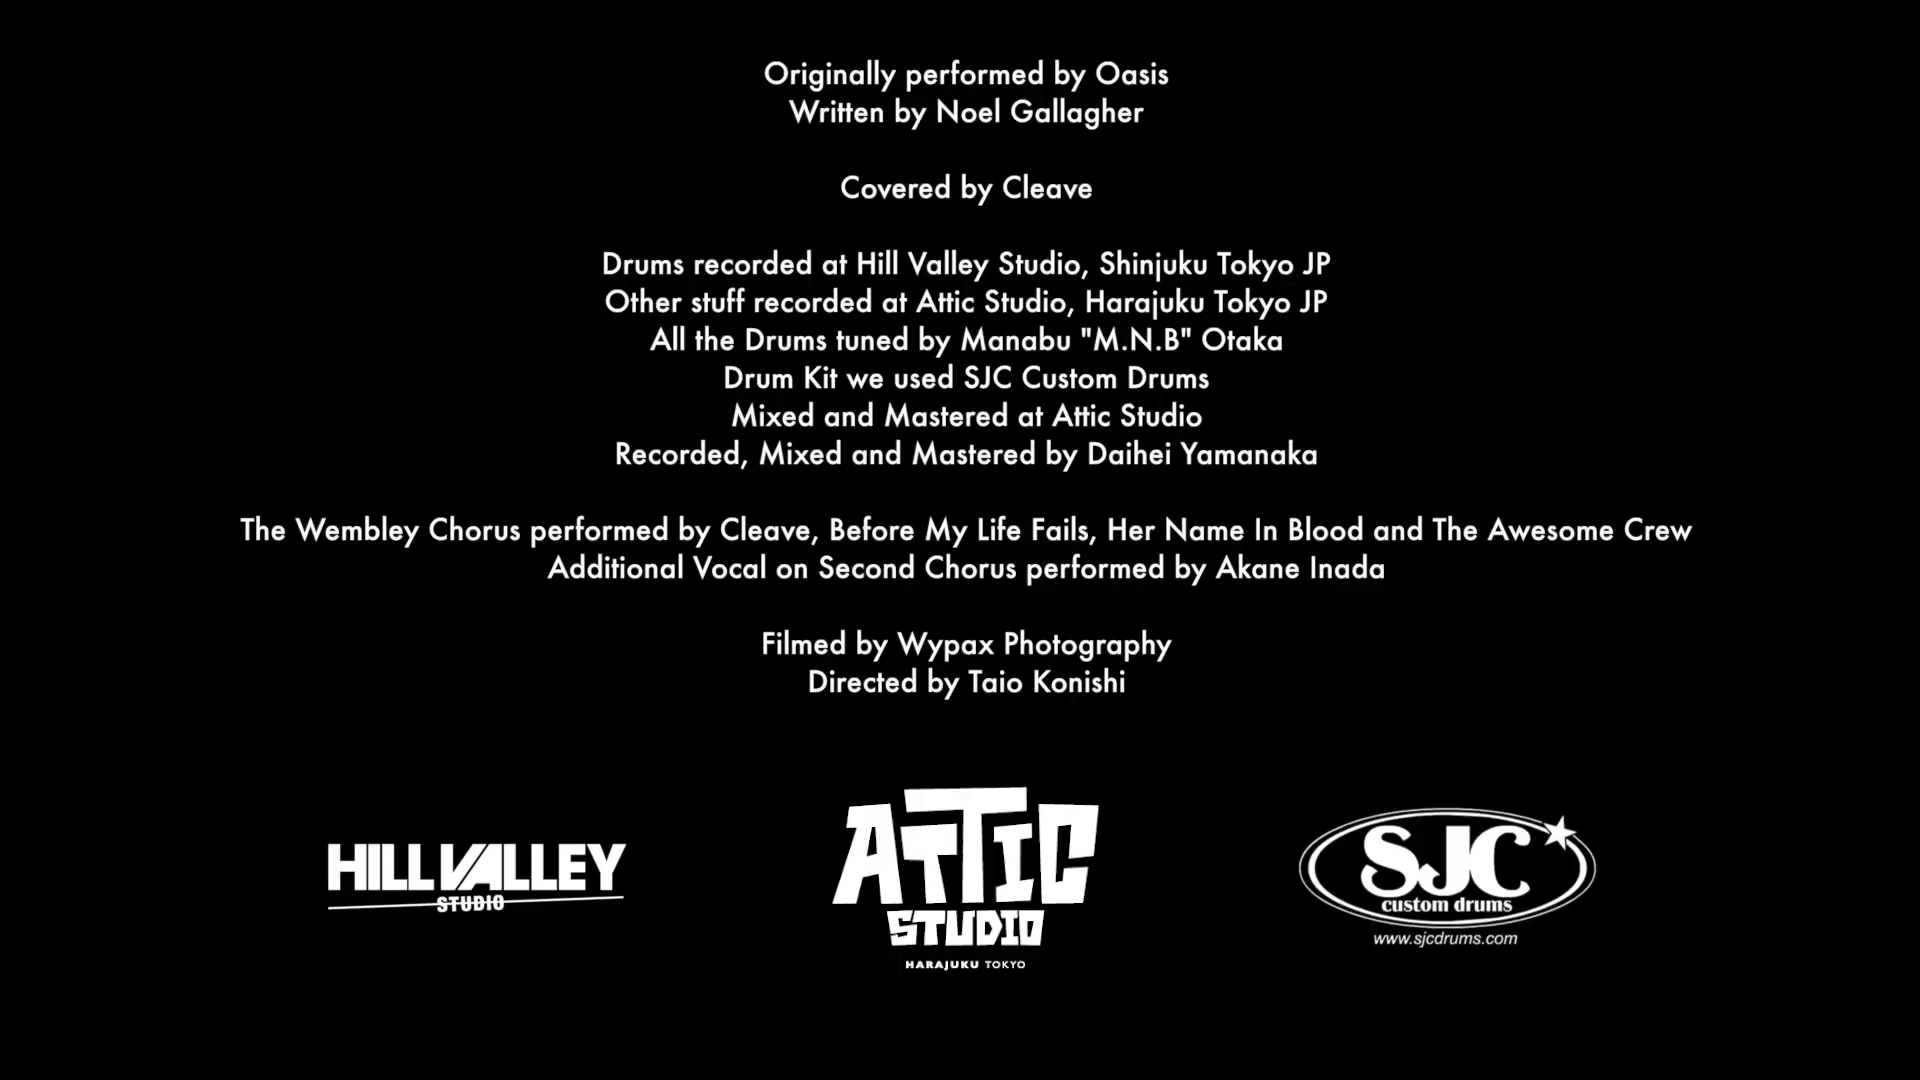 Originally performed by Oasis
Written by Noel Gallagher
Covered by Cleave
Drums recorded at Hill Valley Studio, Shinjuku Tokyo JP
Other stuff recorded at Attic Studio, Harajuku Tokyo JP
All the Drums tuned by Manabu "M.N.B" Otaka
Drum Kit we used SJC Custom Drums
Mixed and Mastered at Attic Studio
Recorded, Mixed and Mastered by Daihei Yamanaka
The Wembley Chorus performed by Cleave, Before My Life Fails, Her Name In Blood and The Awesome Crew
Additional Vocal on Second Chorus performed by Akane Inada
Filmed by Wypax Photography
Directed by Taio Konishi
HILL VALLEY
STUDIO
ATTIC
STUDIO
HARAJUKU TOKYO
SJC
custom drums
www.sjcdrums.com